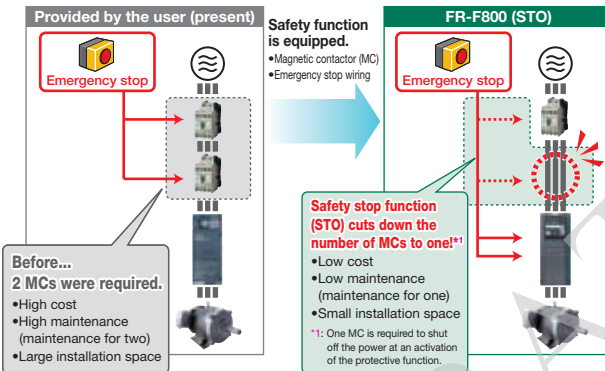 Provided by the user (present)
Emergency stop
Before...
2 MCs were required.
•High cost
•High maintenance
(maintenance for two)
•Large installation space
Safety function
is equipped.
•Magnetic contactor (MC)
•Emergency stop wiring
FR-F800 (STO)
Emergency stop
Safety stop function
(STO) cuts down the
number of MCs to one!*1
•Low cost
•Low maintenance
(maintenance for one)
•Small installation space
*1: One MC is required to shut
off the power at an activation
of the protective function.